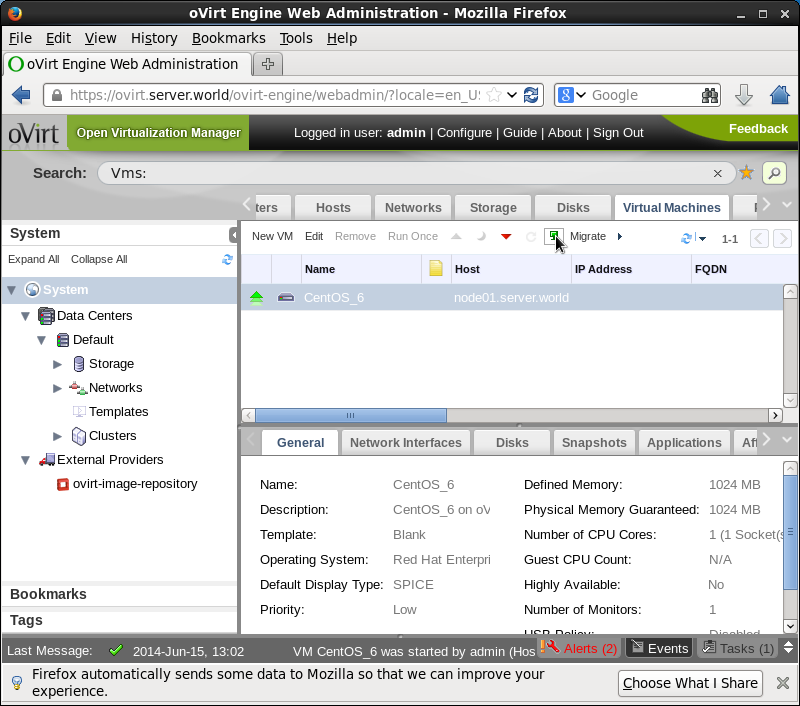 oVirt Engine Web Administration - Mozilla Firefox
File Edit View History Bookmarks Tools Help
oVirt Engine Web Administration
https://ovirt.server.world/ovirt-engine/webadmin/?locale=en_US
Google
oVirt Open Virtualization Manager Logged in user: admin | Configure | Guide | About | Sign Out Feedback
Search: Vms:
ters Hosts Networks Storage Disks Virtual Machines
System
New VM Edit Remove Run Once Migrate 1-1
Expand All Collapse All
Name Host IP Address FQDN
System
CentOS_6 node01.server.world
Data Centers
Default
Storage
Networks
Templates
Clusters
External Providers
ovirt-image-repository
General Network Interfaces Disks Snapshots Applications Aff
Name: CentOS_6 Defined Memory: 1024 MB
Description: CentOS_6 on oV Physical Memory Guaranteed: 1024 MB
Template: Blank Number of CPU Cores: 1 (1 Socket(s
Operating System: Red Hat Enterpri Guest CPU Count: N/A
Default Display Type: SPICE Highly Available: No
Priority: Low Number of Monitors: 1
USB Policy: Disabled
Bookmarks
Tags
Last Message: 2014-Jun-15, 13:02 VM CentOS_6 was started by admin (Hos Alerts (2) Events Tasks (1)
Firefox automatically sends some data to Mozilla so that we can improve your
experience.
Choose What I Share